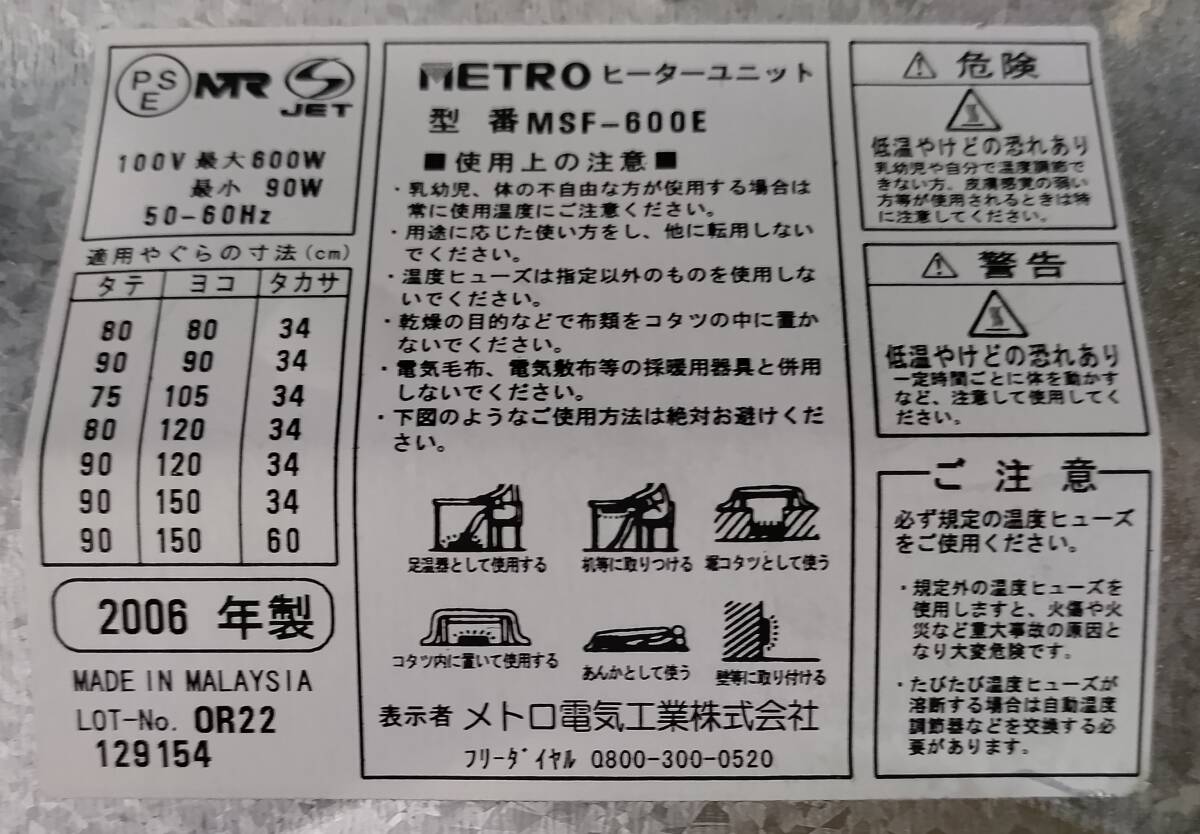 PSE MTR JET
100V 最大600W
最小 90W
50-60Hz
適用やぐらの寸法(cm)
タテ ヨコ タカサ
80 80 34
90 90 34
75 105 34
80 120 34
90 120 34
90 150 34
90 150 60
2006 年製
MADE IN MALAYSIA
LOT-No. 0R22
129154
METRO ヒーターユニット
型 番 MSF-600E
■使用上の注意■
・乳幼児、体の不自由な方が使用する場合は
常に使用温度にご注意ください。
・用途に応じた使い方をし、他に転用しない
でください。
・温度ヒューズは指定以外のものを使用しな
いでください。
・乾燥の目的などで布類をコタツの中に置か
ないでください。
・電気毛布、電気敷布等の採暖用器具と併用
しないでください。
・下図のようなご使用方法は絶対お避けくだ
さい。
足温器として使用する 机等に取りつける 堀コタツとして使う
コタツ内に置いて使用する あんかとして使う 壁等に取り付ける
表示者 メトロ電気工業株式会社
フリーダイヤル 0800-300-0520
⚠ 危険
低温やけどの恐れあり
乳幼児や自分で温度調節で
きない方、皮膚感覚の弱い
方等が使用されるときは特
に注意してください。
⚠ 警告
低温やけどの恐れあり
一定時間ごとに体を動かす
など、注意して使用してく
ださい。
ご注意
必ず規定の温度ヒューズ
をご使用ください。
・規定外の温度ヒューズを
使用しますと、火傷や火
災など重大事故の原因と
なり大変危険です。
・たびたび温度ヒューズが
溶断する場合は自動温度
調節器などを交換する必
要があります。